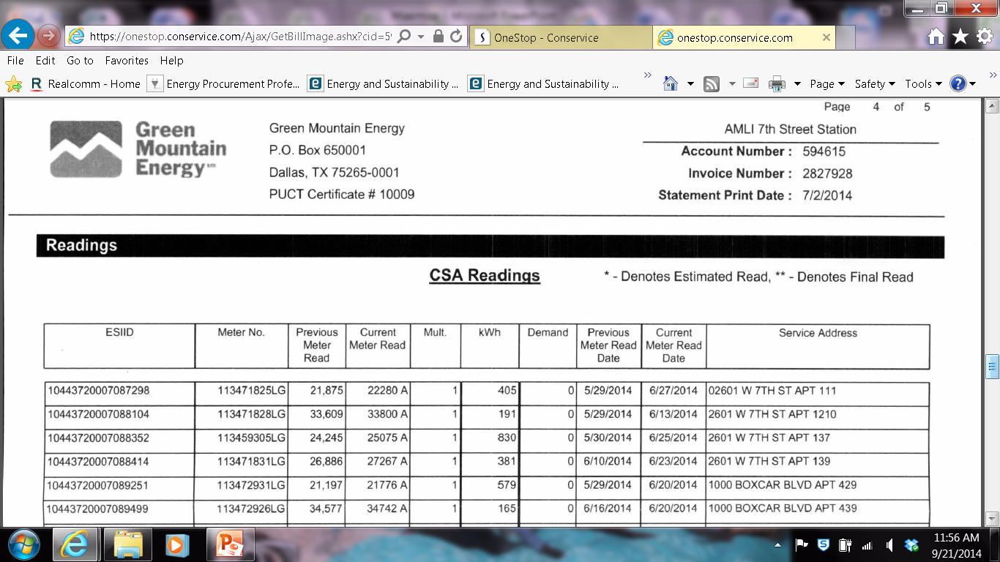 https://onestop.conservice.com/Ajax/GetBillImage.ashx?cid=59
OneStop - Conservice
onestop.conservice.com
File Edit Go to Favorites Help
Realcomm - Home Energy Procurement Profe... Energy and Sustainability ... Energy and Sustainability ... Page Safety Tools
Page 4 of 5
Green Mountain Energy℠
Green Mountain Energy
P.O. Box 650001
Dallas, TX 75265-0001
PUCT Certificate # 10009
AMLI 7th Street Station
Account Number : 594615
Invoice Number : 2827928
Statement Print Date : 7/2/2014
Readings
CSA Readings * - Denotes Estimated Read, ** - Denotes Final Read
ESIID Meter No. Previous Meter Read Current Meter Read Mult. kWh Demand Previous Meter Read Date Current Meter Read Date Service Address
10443720007087298 113471825LG 21,875 22280 A 1 405 0 5/29/2014 6/27/2014 02601 W 7TH ST APT 111
10443720007088104 113471828LG 33,609 33800 A 1 191 0 5/29/2014 6/13/2014 2601 W 7TH ST APT 1210
10443720007088352 113459305LG 24,245 25075 A 1 830 0 5/30/2014 6/25/2014 2601 W 7TH ST APT 137
10443720007088414 113471831LG 26,886 27267 A 1 381 0 6/10/2014 6/23/2014 2601 W 7TH ST APT 139
10443720007089251 113472931LG 21,197 21776 A 1 579 0 5/29/2014 6/20/2014 1000 BOXCAR BLVD APT 429
10443720007089499 113472926LG 34,577 34742 A 1 165 0 6/16/2014 6/20/2014 1000 BOXCAR BLVD APT 439
11:56 AM
9/21/2014